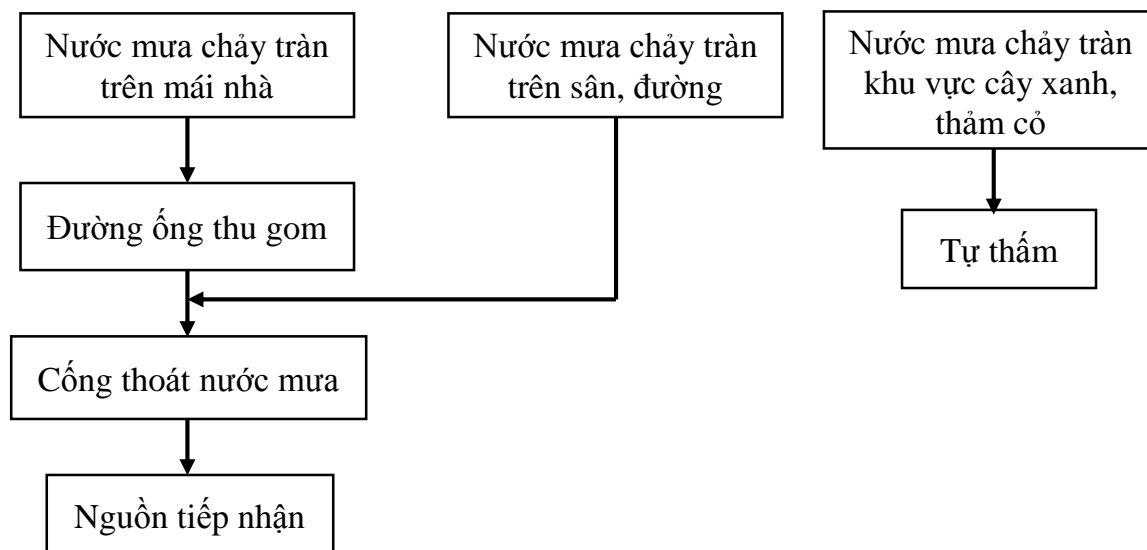 Nước mưa chảy tràn
trên mái nhà
Nước mưa chảy tràn
trên sân, đường
Nước mưa chảy tràn
khu vực cây xanh,
thảm cỏ
Đường ống thu gom
Tự thấm
Cống thoát nước mưa
Nguồn tiếp nhận